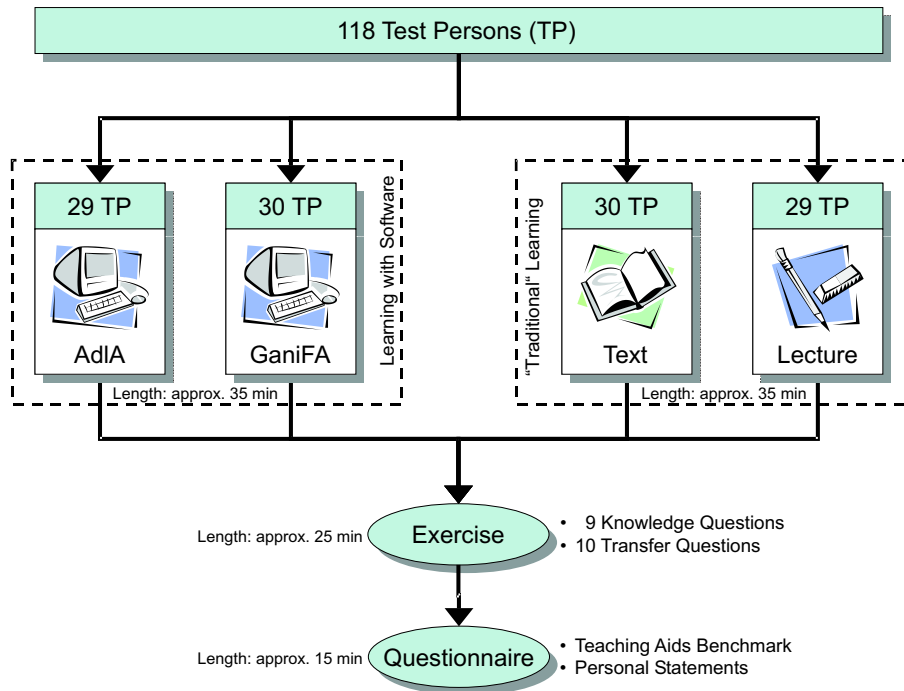 118 Test Persons (TP)
29 TP
AdlA
30 TP
GaniFA
Learning with Software
Length: approx. 35 min
“Traditional“ Learning
30 TP
Text
29 TP
Lecture
Length: approx. 35 min
Length: approx. 25 min
Exercise
• 9 Knowledge Questions
• 10 Transfer Questions
Length: approx. 15 min
Questionnaire
• Teaching Aids Benchmark
• Personal Statements